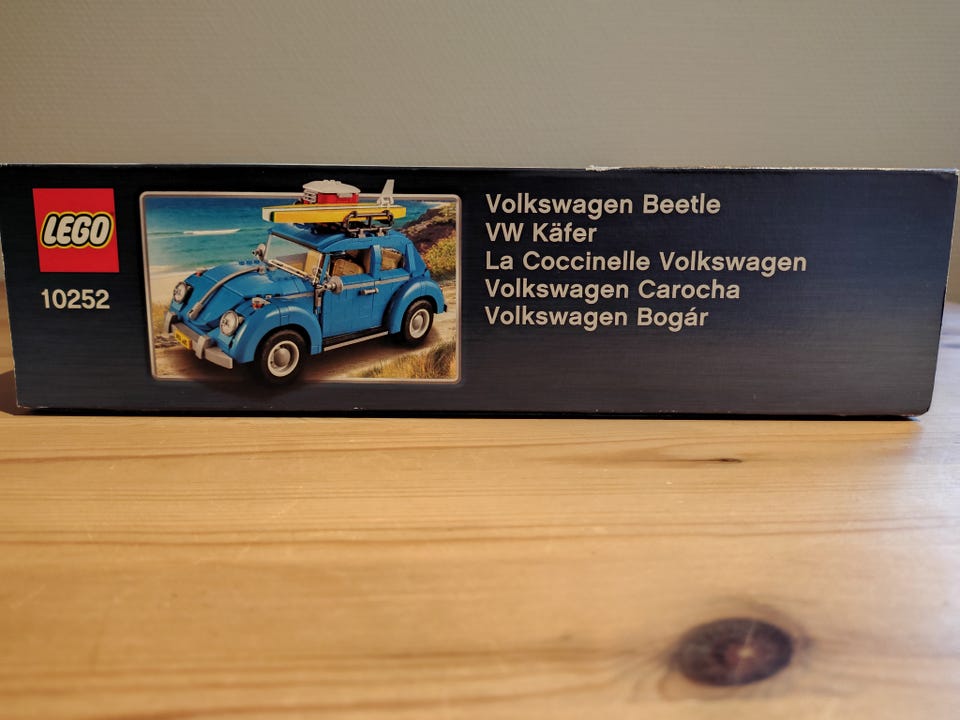 LEGO
10252
Volkswagen Beetle
VW Käfer
La Coccinelle Volkswagen
Volkswagen Carocha
Volkswagen Bogár